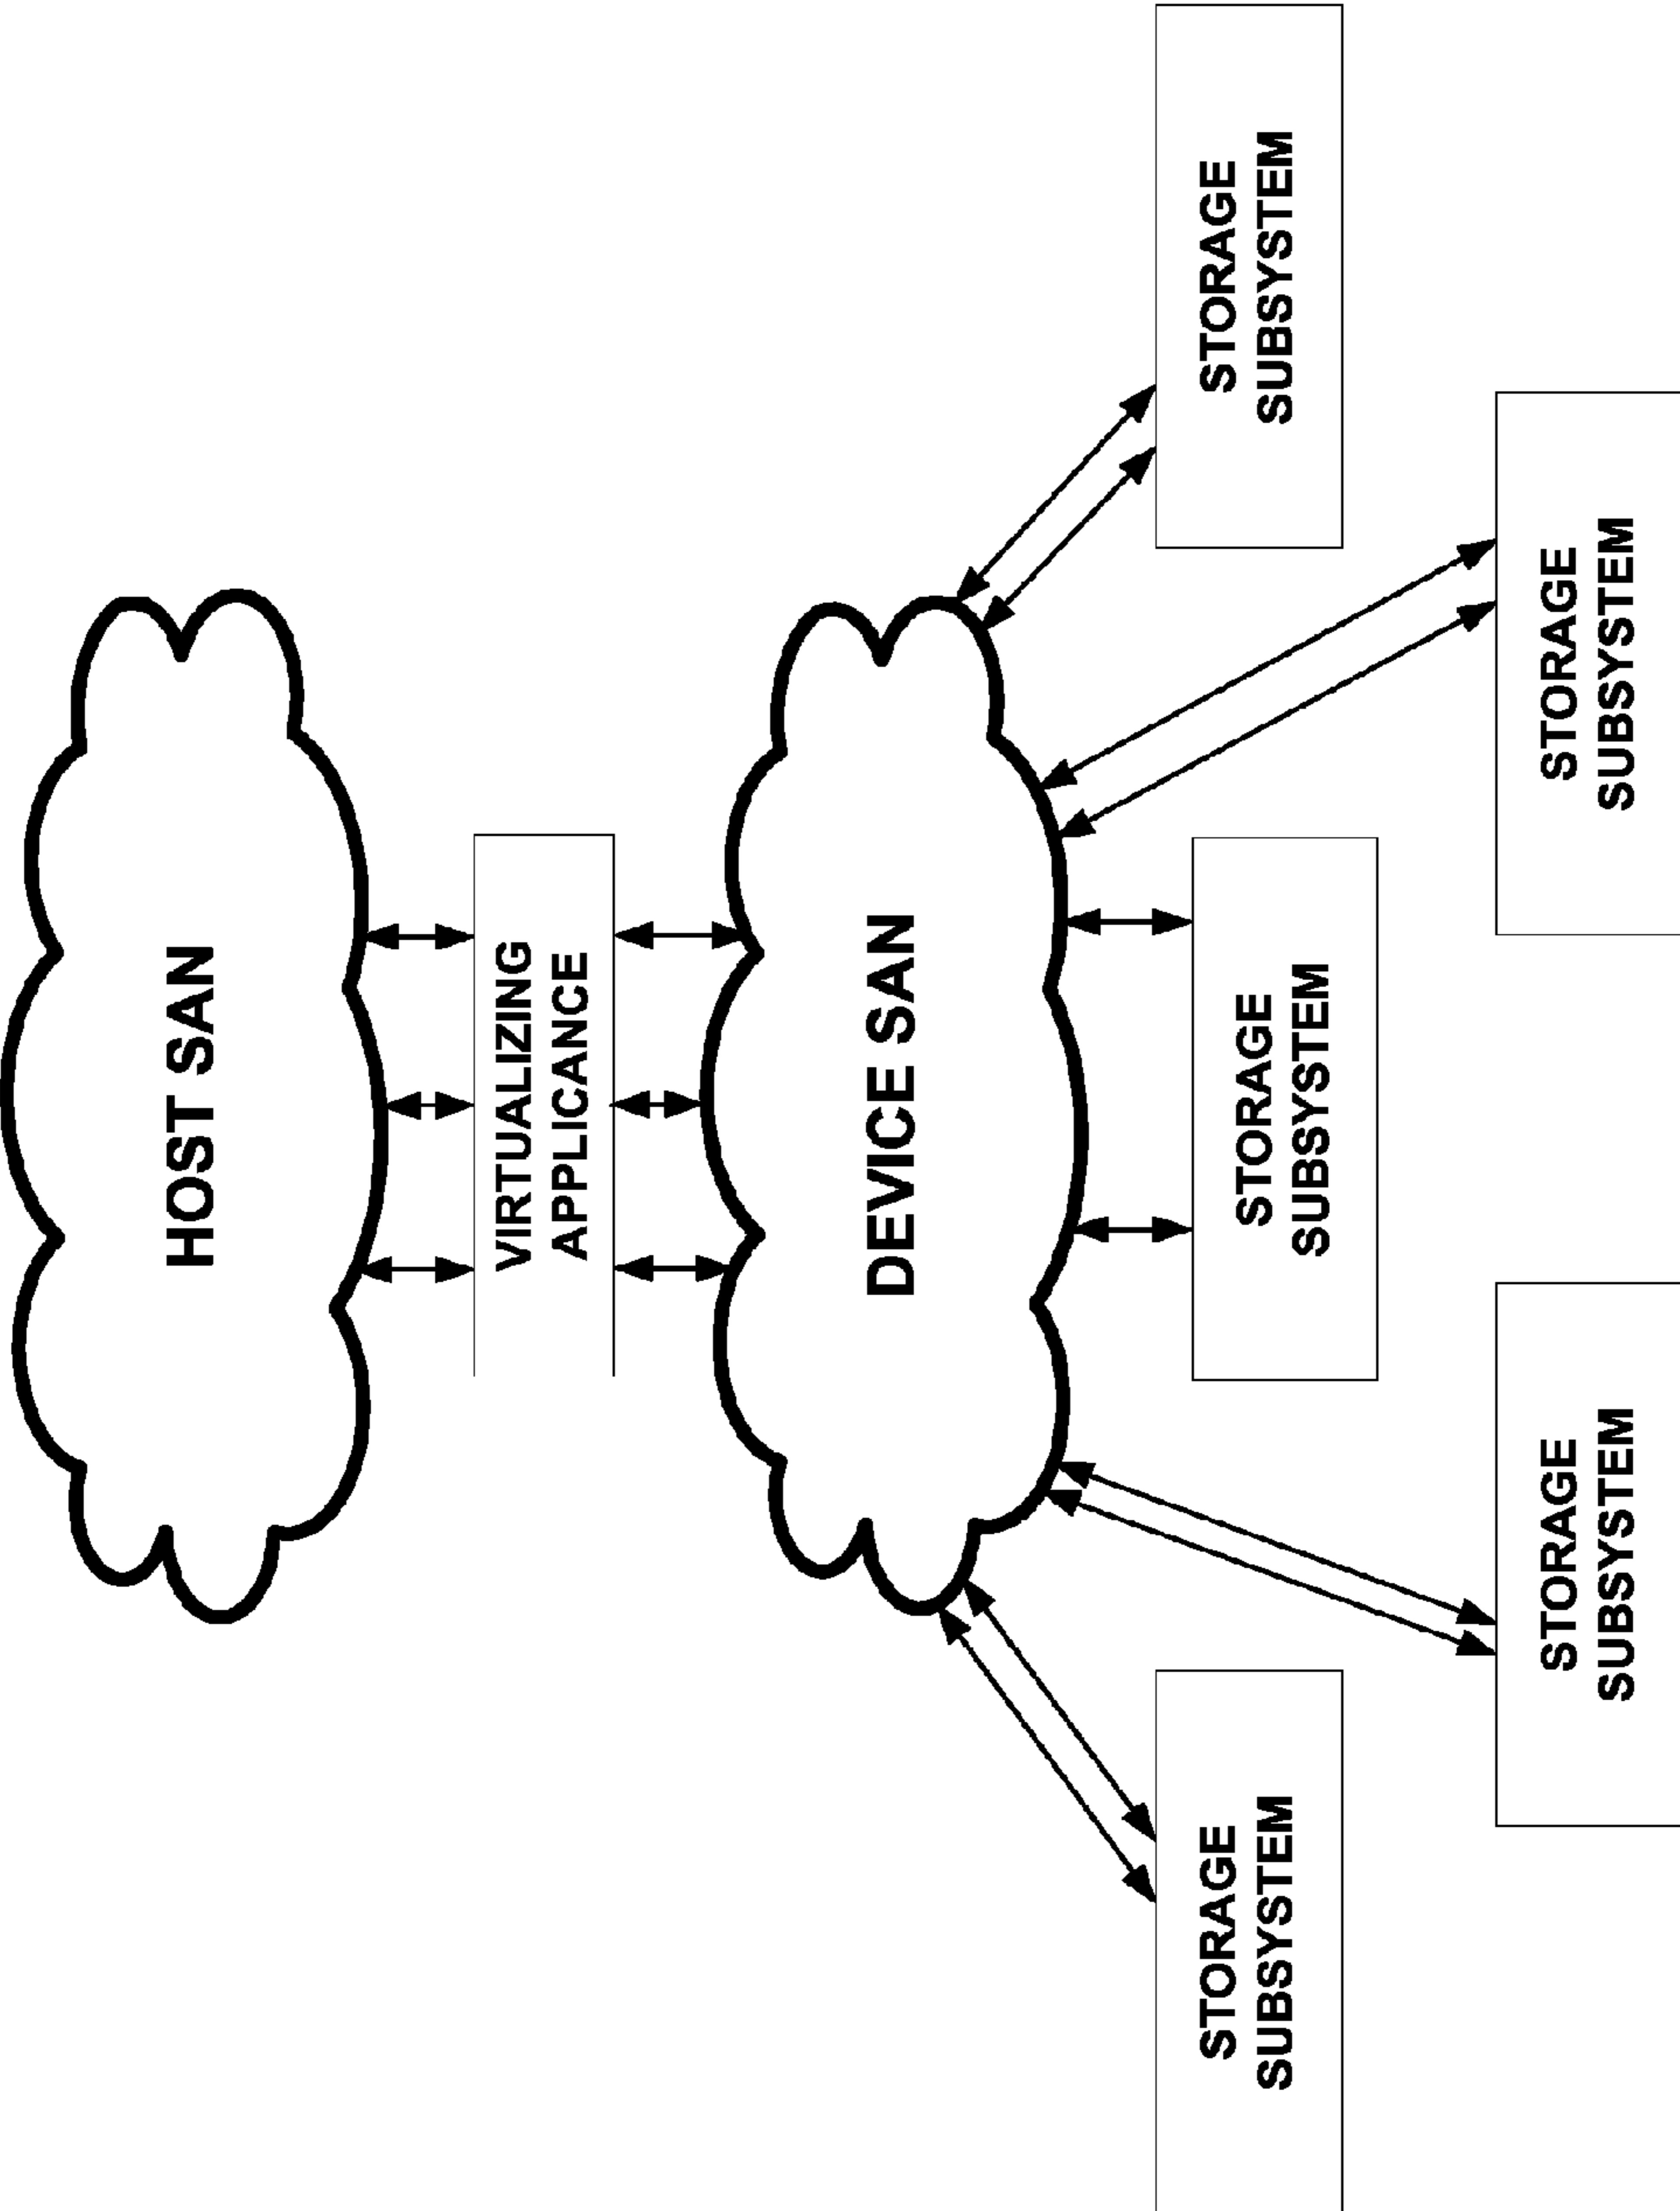 HOST SAN
VIRTUALIZING
APPLICANCE
DEVICE SAN
STORAGE
SUBSYSTEM
STORAGE
SUBSYSTEM
STORAGE
SUBSYSTEM
STORAGE
SUBSYSTEM
STORAGE
SUBSYSTEM